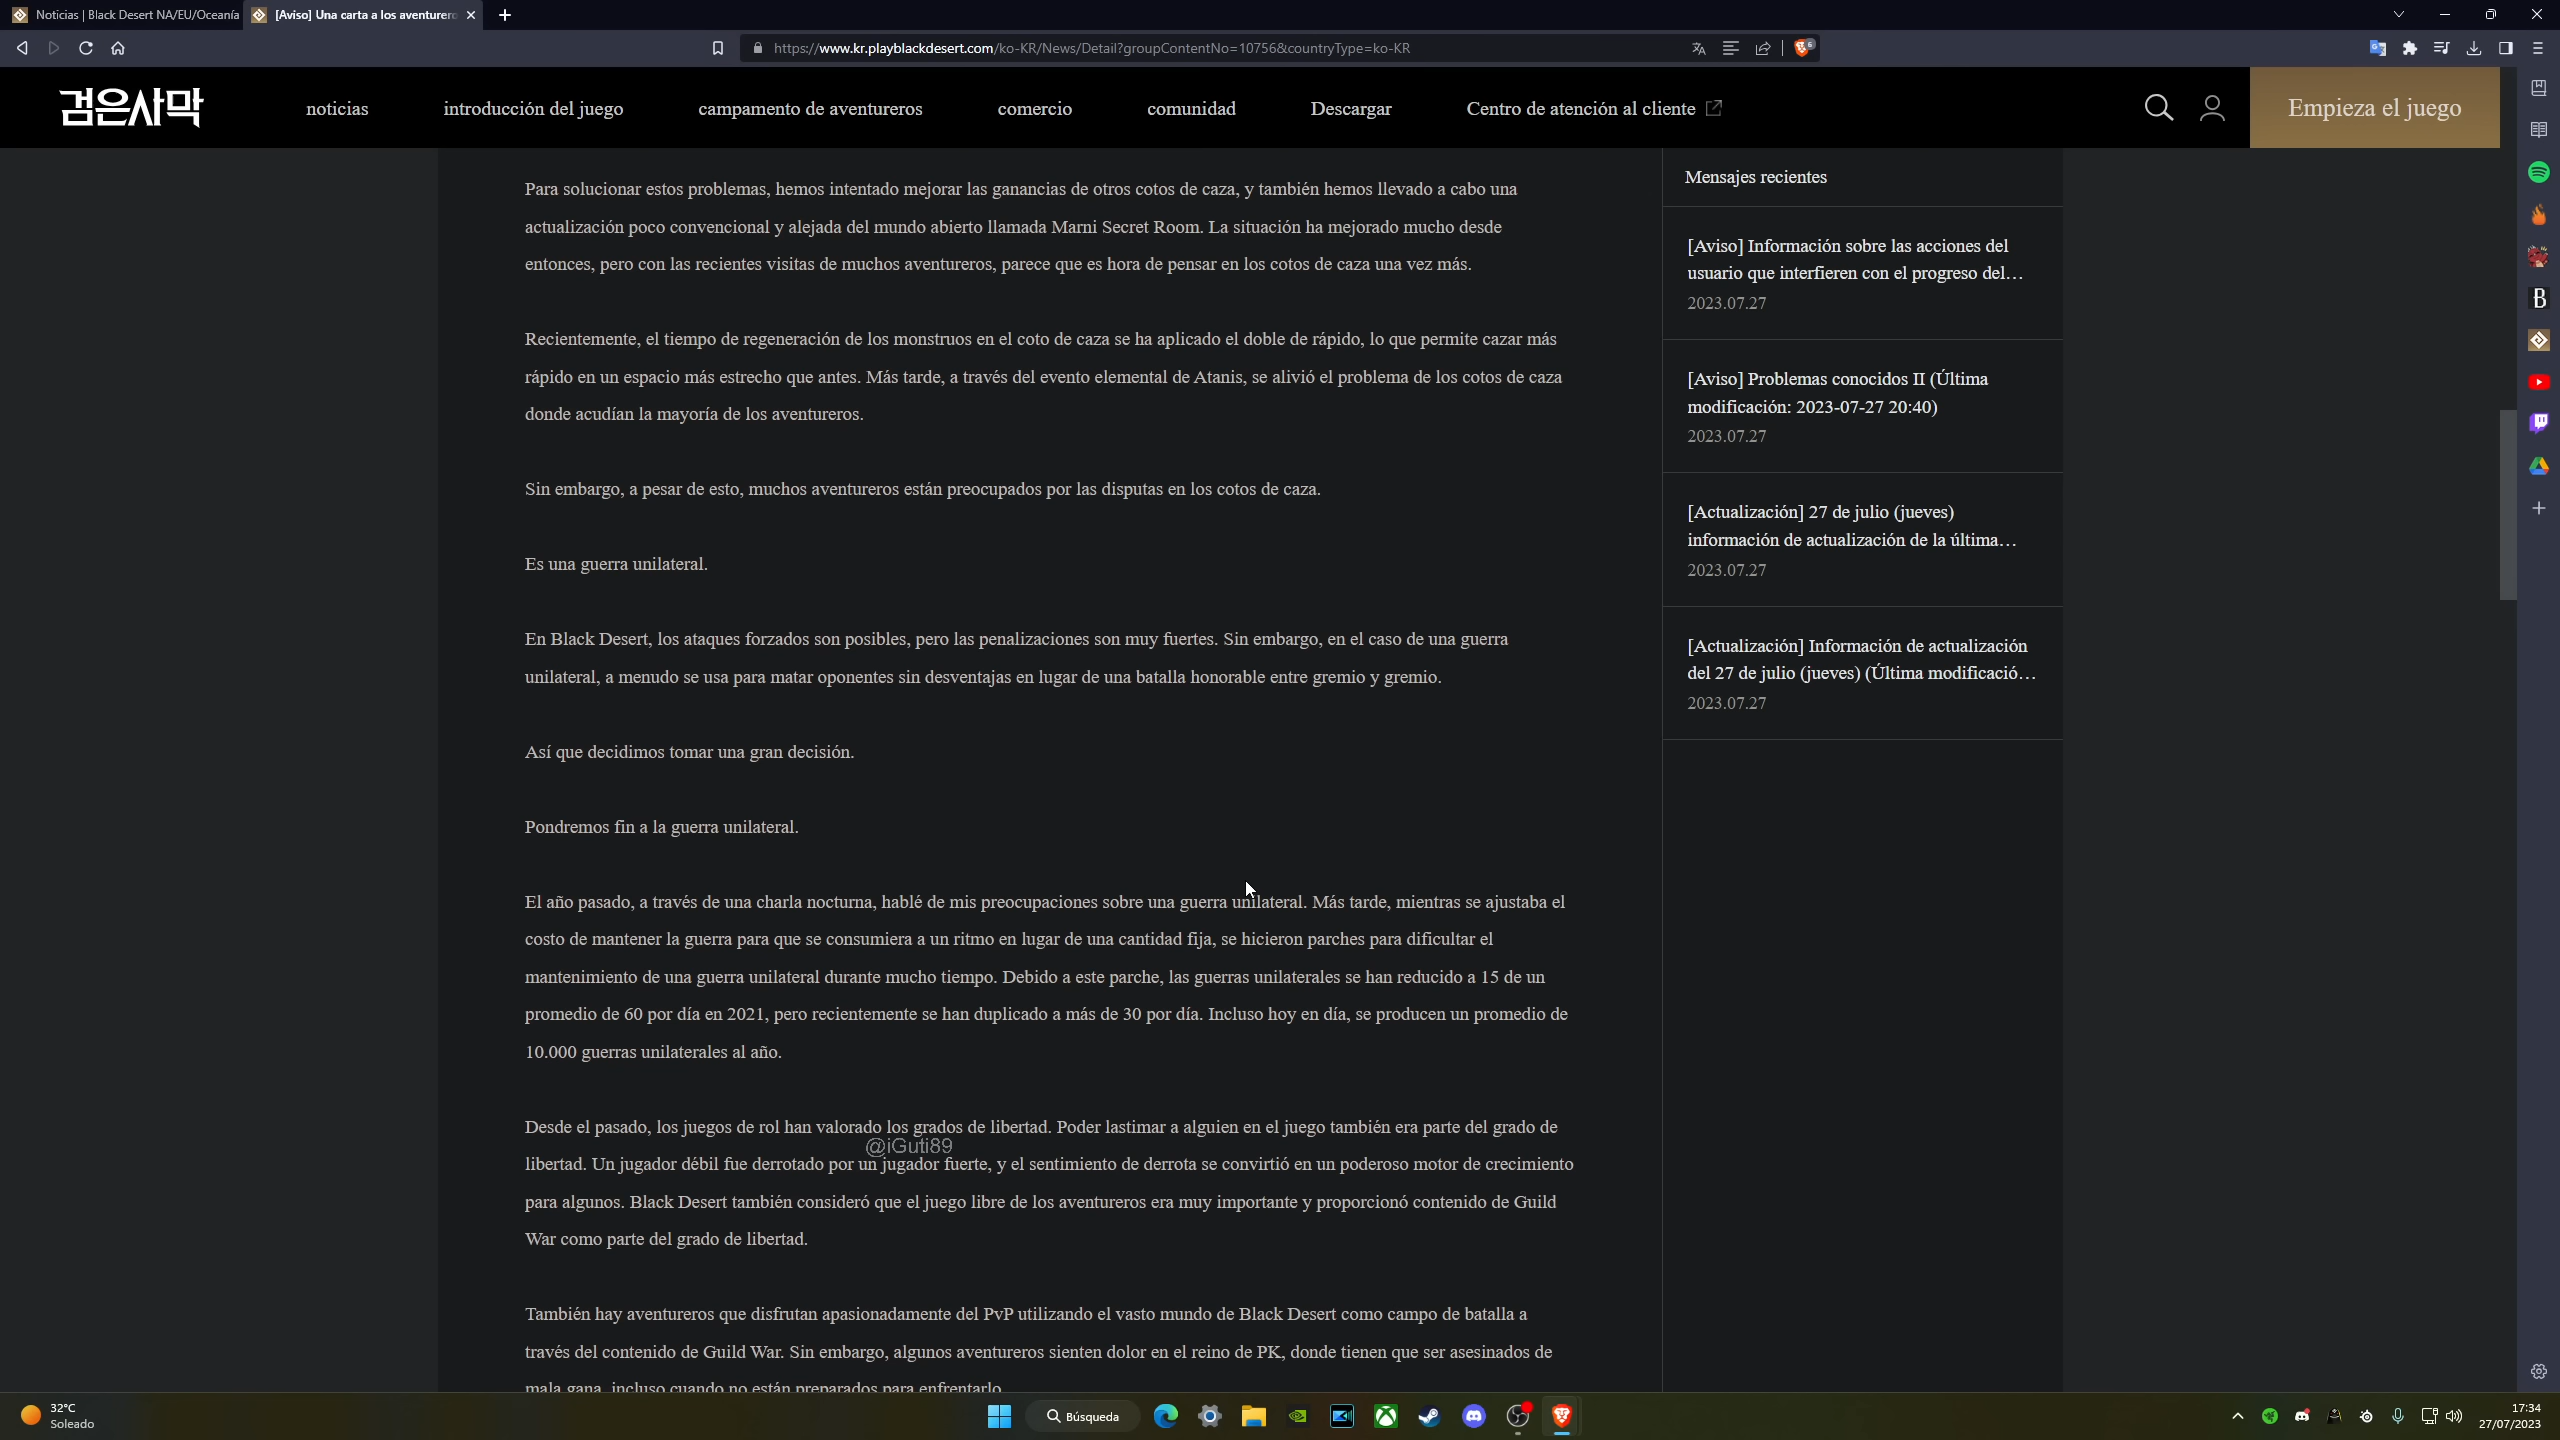 Noticias | Black Desert NA/EU/Oceanía
[Aviso] Una carta a los aventurero
https://www.kr.playblackdesert.com/ko-KR/News/Detail?groupContentNo=10756&countryType=ko-KR
6
검은사막
noticias
introducción del juego
campamento de aventureros
comercio
comunidad
Descargar
Centro de atención al cliente
Empieza el juego
Para solucionar estos problemas, hemos intentado mejorar las ganancias de otros cotos de caza, y también hemos llevado a cabo una
actualización poco convencional y alejada del mundo abierto llamada Marni Secret Room. La situación ha mejorado mucho desde
entonces, pero con las recientes visitas de muchos aventureros, parece que es hora de pensar en los cotos de caza una vez más.
Recientemente, el tiempo de regeneración de los monstruos en el coto de caza se ha aplicado el doble de rápido, lo que permite cazar más
rápido en un espacio más estrecho que antes. Más tarde, a través del evento elemental de Atanis, se alivió el problema de los cotos de caza
donde acudían la mayoría de los aventureros.
Sin embargo, a pesar de esto, muchos aventureros están preocupados por las disputas en los cotos de caza.
Es una guerra unilateral.
En Black Desert, los ataques forzados son posibles, pero las penalizaciones son muy fuertes. Sin embargo, en el caso de una guerra
unilateral, a menudo se usa para matar oponentes sin desventajas en lugar de una batalla honorable entre gremio y gremio.
Así que decidimos tomar una gran decisión.
Pondremos fin a la guerra unilateral.
El año pasado, a través de una charla nocturna, hablé de mis preocupaciones sobre una guerra unilateral. Más tarde, mientras se ajustaba el
costo de mantener la guerra para que se consumiera a un ritmo en lugar de una cantidad fija, se hicieron parches para dificultar el
mantenimiento de una guerra unilateral durante mucho tiempo. Debido a este parche, las guerras unilaterales se han reducido a 15 de un
promedio de 60 por día en 2021, pero recientemente se han duplicado a más de 30 por día. Incluso hoy en día, se producen un promedio de
10.000 guerras unilaterales al año.
Desde el pasado, los juegos de rol han valorado los grados de libertad. Poder lastimar a alguien en el juego también era parte del grado de
@iGuti89
libertad. Un jugador débil fue derrotado por un jugador fuerte, y el sentimiento de derrota se convirtió en un poderoso motor de crecimiento
para algunos. Black Desert también consideró que el juego libre de los aventureros era muy importante y proporcionó contenido de Guild
War como parte del grado de libertad.
También hay aventureros que disfrutan apasionadamente del PvP utilizando el vasto mundo de Black Desert como campo de batalla a
través del contenido de Guild War. Sin embargo, algunos aventureros sienten dolor en el reino de PK, donde tienen que ser asesinados de
mala gana, incluso cuando no están preparados para enfrentarlo.
Mensajes recientes
[Aviso] Información sobre las acciones del
usuario que interfieren con el progreso del...
2023.07.27
[Aviso] Problemas conocidos II (Última
modificación: 2023-07-27 20:40)
2023.07.27
[Actualización] 27 de julio (jueves)
información de actualización de la última...
2023.07.27
[Actualización] Información de actualización
del 27 de julio (jueves) (Última modificació...
2023.07.27
32°C
Soleado
Búsqueda
17:34
27/07/2023